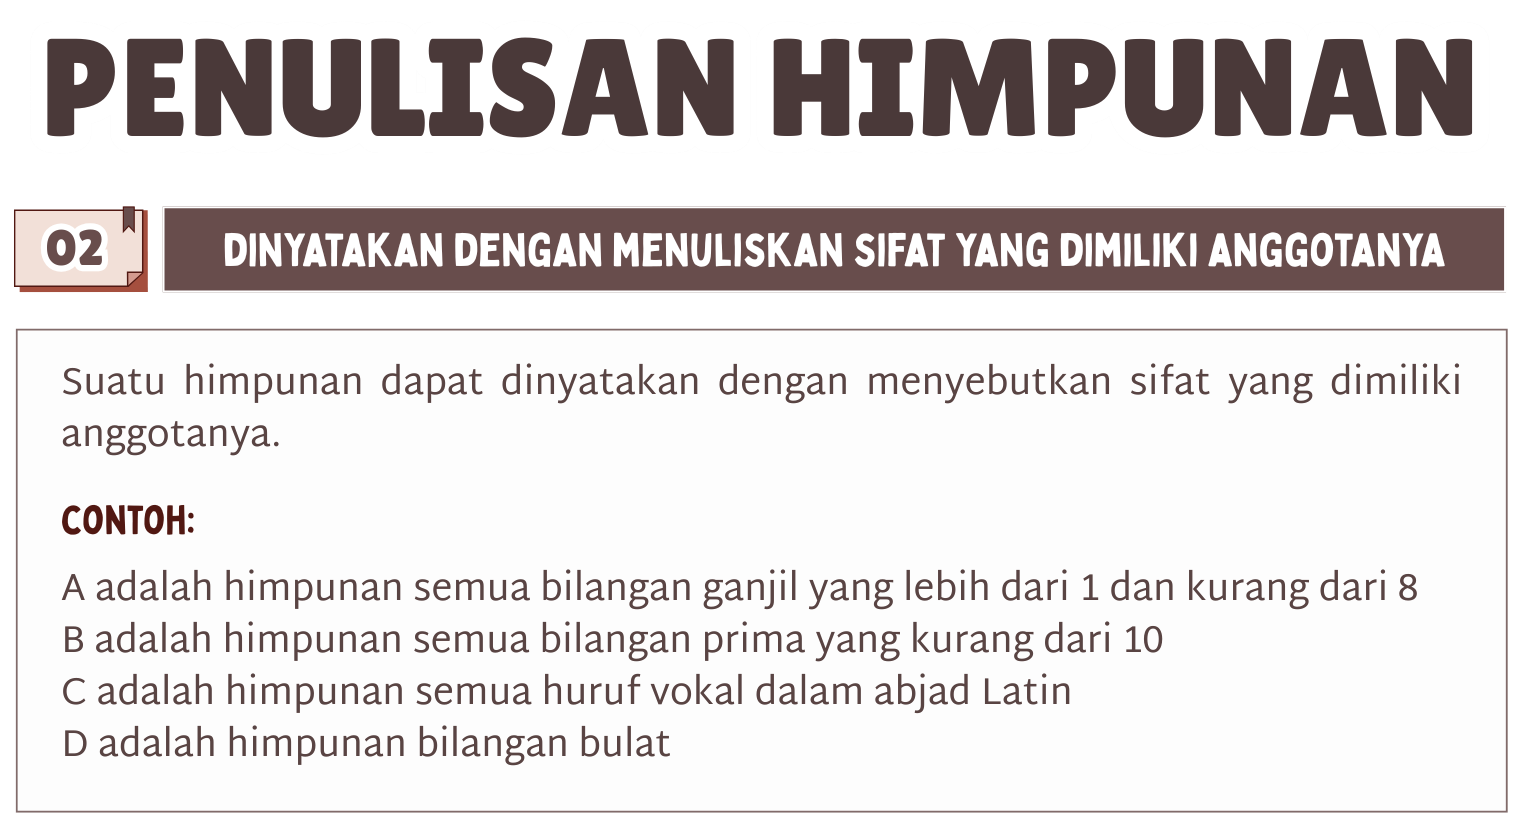 PENULISAN HIMPUNAN
02
DINYATAKAN DENGAN MENULISKAN SIFAT YANG DIMILIKI ANGGOTANYA
Suatu himpunan dapat dinyatakan dengan menyebutkan sifat yang dimiliki
anggotanya.
CONTOH:
A adalah himpunan semua bilangan ganjil yang lebih dari 1 dan kurang dari 8
B adalah himpunan semua bilangan prima yang kurang dari 10
C adalah himpunan semua huruf vokal dalam abjad Latin
D adalah himpunan bilangan bulat